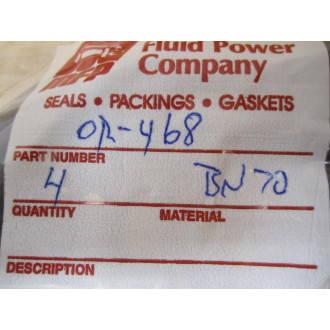 Fluid Power
Company
SEALS • PACKINGS • GASKETS
OR-468
PART NUMBER
4 BN70
QUANTITY MATERIAL
DESCRIPTION